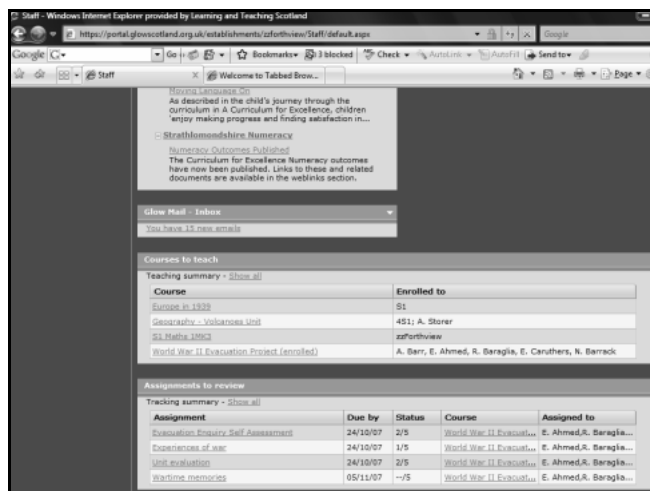 Staff - Windows Internet Explorer provided by Learning and Teaching Scotland
https://portal.glowscotland.org.uk/establishments/zzforthview/Staff/default.aspx Google
Google Go Bookmarks 3 blocked Check AutoLink AutoFill Send to
Staff Welcome to Tabbed Brow... Page
Moving Language On
As described in the child's journey through the
curriculum in A Curriculum for Excellence, children
'enjoy making progress and finding satisfaction in...
Strathlomondshire Numeracy
Numeracy Outcomes Published
The Curriculum for Excellence Numeracy outcomes
have now been published. Links to these and related
documents are available in the weblinks section.
Glow Mail - Inbox
You have 15 new emails
Courses to teach
Teaching summary - Show all
Course Enrolled to
Europe in 1939 S1
Geography - Volcanoes Unit 4S1; A. Storer
S1 Maths 1MK3 zzForthview
World War II Evacuation Project (enrolled) A. Barr, E. Ahmed, R. Baraglia, E. Caruthers, N. Barrack
Assignments to review
Tracking summary - Show all
Assignment Due by Status Course Assigned to
Evacuation Enquiry Self Assessment 24/10/07 2/5 World War II Evacuat... E. Ahmed,R. Baraglia...
Experiences of war 24/10/07 1/5 World War II Evacuat... E. Ahmed,R. Baraglia...
Unit evaluation 24/10/07 2/5 World War II Evacuat... E. Ahmed,R. Baraglia...
Wartime memories 05/11/07 --/5 World War II Evacuat... E. Ahmed,R. Baraglia...